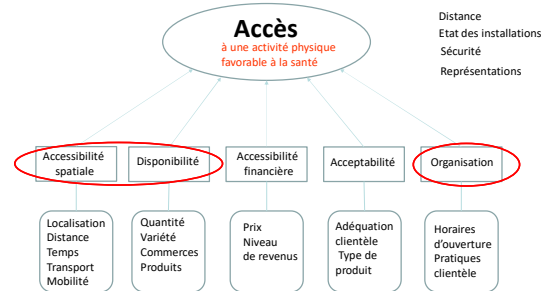 Accès
à une activité physique
favorable à la santé
Distance
Etat des installations
Sécurité
Représentations
Accessibilité
spatiale
Disponibilité
Accessibilité
financière
Acceptabilité
Organisation
Localisation
Distance
Temps
Transport
Mobilité
Quantité
Variété
Commerces
Produits
Prix
Niveau
de revenus
Adéquation
clientèle
Type de
produit
Horaires
d'ouverture
Pratiques
clientèle